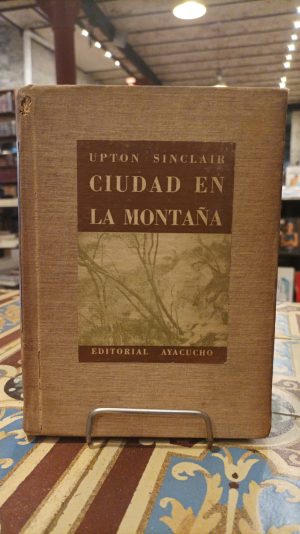 UPTON SINCLAIR
CIUDAD EN
LA MONTAÑA
EDITORIAL AYACUCHO